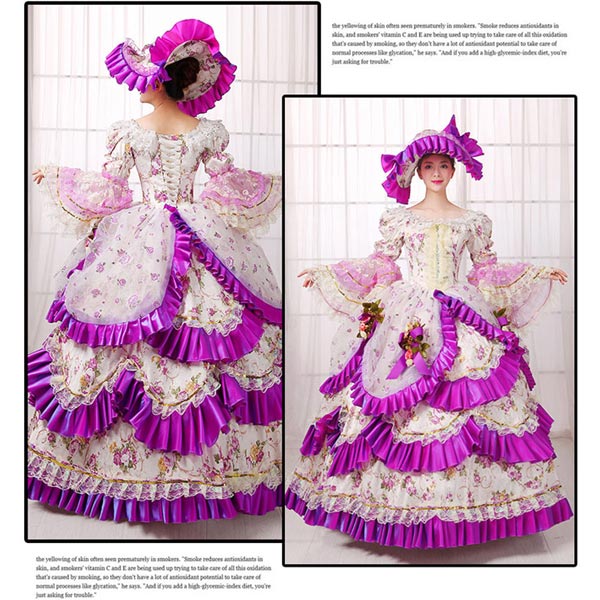 the yellowing of skin often seen prematurely in smokers. "Smoke reduces antioxidants in
skin, and smokers' vitamin C and E are being used up trying to take care of all this oxidation
that's caused by smoking, so they don't have a lot of antioxidant potential to take care of
normal processes like glycation," he says. "And if you add a high-glycemic-index diet, you're
just asking for trouble."
the yellowing of skin often seen prematurely in smokers. "Smoke reduces antioxidants in
skin, and smokers' vitamin C and E are being used up trying to take care of all this oxidation
that's caused by smoking, so they don't have a lot of antioxidant potential to take care of
normal processes like glycation," he says. "And if you add a high-glycemic-index diet, you're
just asking for trouble."